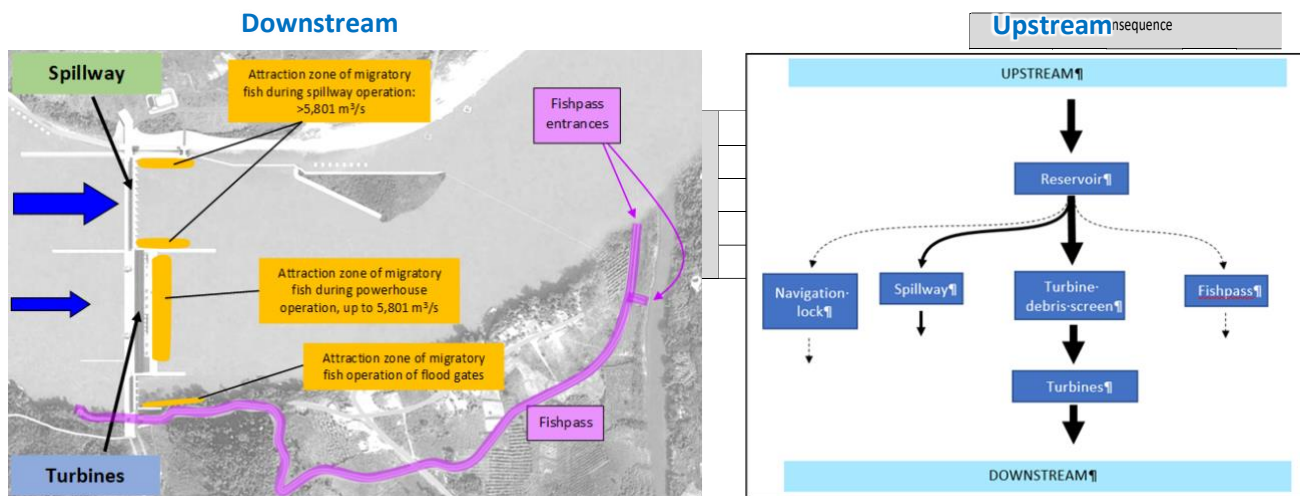 Downstream
Spillway
Attraction zone of migratory
fish during spillway operation:
>5,801 m³/s
Fishpass
entrances
Attraction zone of migratory
fish during powerhouse
operation, up to 5,801 m³/s
Attraction zone of migratory
fish operation of flood gates
Fishpass
Turbines
Upstream
nsequence
UPSTREAM¶
Reservoir¶
Navigation·
lock¶
Spillway¶
Turbine·
debris·screen¶
Fishpass¶
Turbines¶
DOWNSTREAM¶